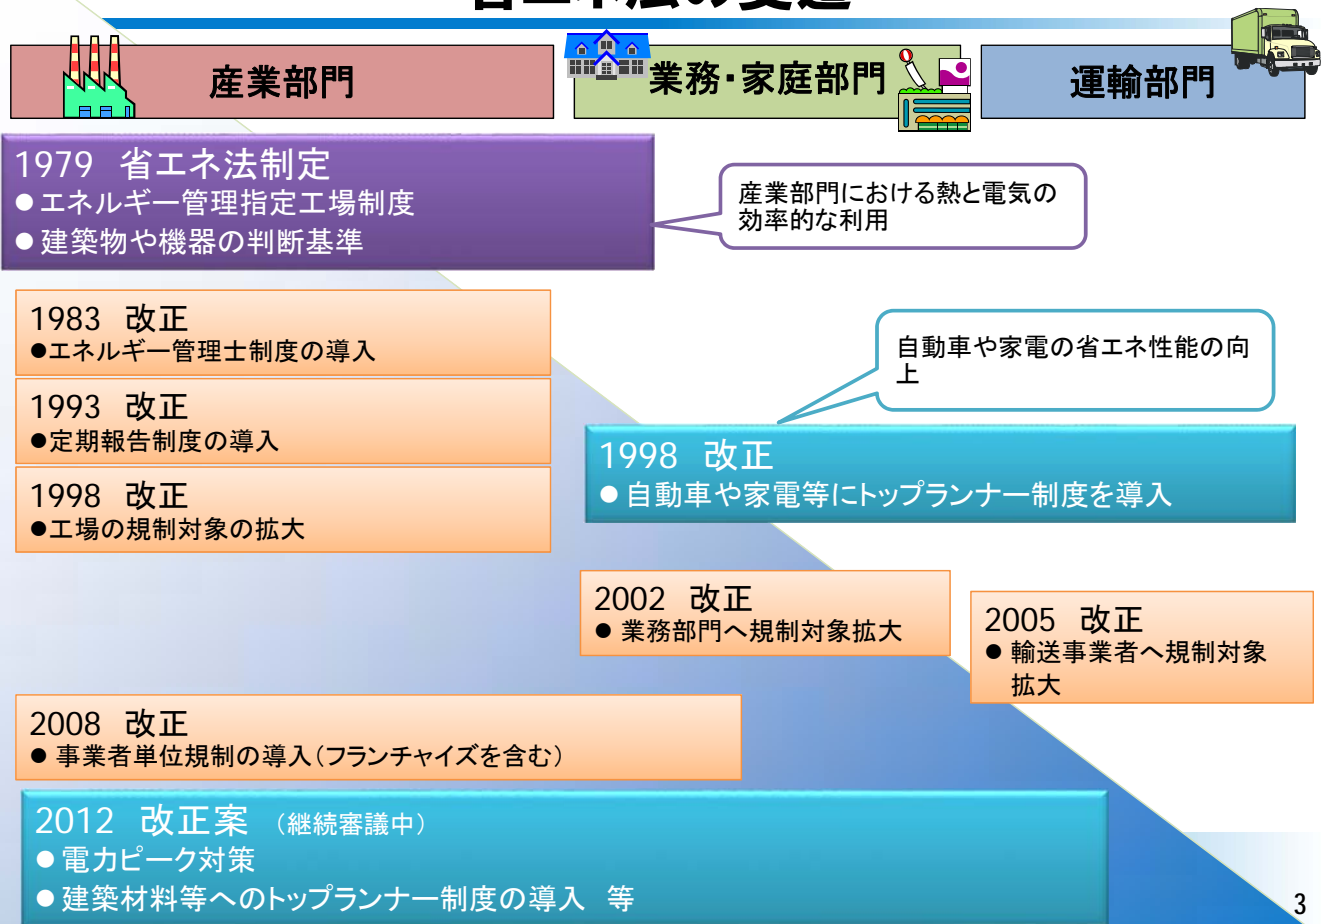 省エネ法の変遷
産業部門
業務・家庭部門
運輸部門
1979 省エネ法制定
●エネルギー管理指定工場制度
●建築物や機器の判断基準
産業部門における熱と電気の
効率的な利用
1983 改正
●エネルギー管理士制度の導入
自動車や家電の省エネ性能の向
上
1993 改正
●定期報告制度の導入
1998 改正
●自動車や家電等にトップランナー制度を導入
1998 改正
●工場の規制対象の拡大
2002 改正
● 業務部門へ規制対象拡大
2005 改正
● 輸送事業者へ規制対象
拡大
2008 改正
● 事業者単位規制の導入（フランチャイズを含む）
2012 改正案 （継続審議中）
●電力ピーク対策
●建築材料等へのトップランナー制度の導入 等
3